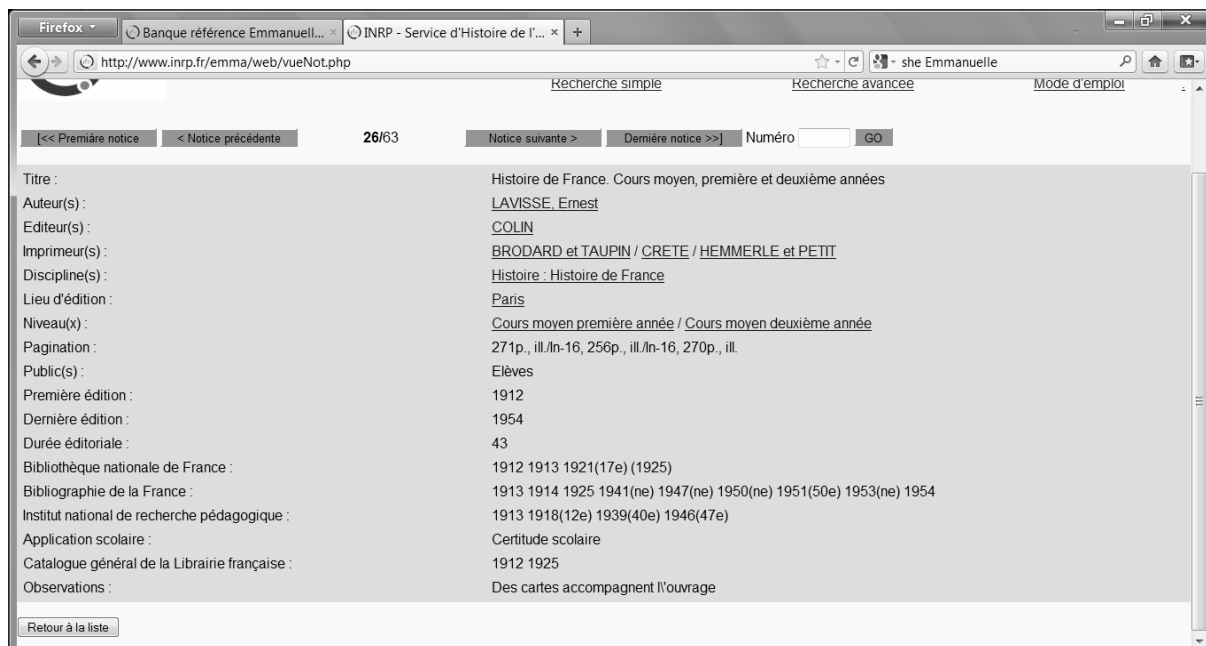 Firefox
Banque référence Emmanuell... × INRP - Service d'Histoire de l'... × +
http://www.inrp.fr/emma/web/vueNot.php she Emmanuelle
Recherche simple Recherche avancée Mode d'emploi
[<< Première notice < Notice précédente 26/63 Notice suivante > Dernière notice >>] Numéro GO
Titre : Histoire de France. Cours moyen, première et deuxième années
Auteur(s) : LAVISSE, Ernest
Editeur(s) : COLIN
Imprimeur(s) : BRODARD et TAUPIN / CRETE / HEMMERLE et PETIT
Discipline(s) : Histoire : Histoire de France
Lieu d'édition : Paris
Niveau(x) : Cours moyen première année / Cours moyen deuxième année
Pagination : 271p., ill./In-16, 256p., ill./In-16, 270p., ill.
Public(s) : Elèves
Première édition : 1912
Dernière édition : 1954
Durée éditoriale : 43
Bibliothèque nationale de France : 1912 1913 1921(17e) (1925)
Bibliographie de la France : 1913 1914 1925 1941(ne) 1947(ne) 1950(ne) 1951(50e) 1953(ne) 1954
Institut national de recherche pédagogique : 1913 1918(12e) 1939(40e) 1946(47e)
Application scolaire : Certitude scolaire
Catalogue général de la Librairie française : 1912 1925
Observations : Des cartes accompagnent l\'ouvrage
Retour à la liste